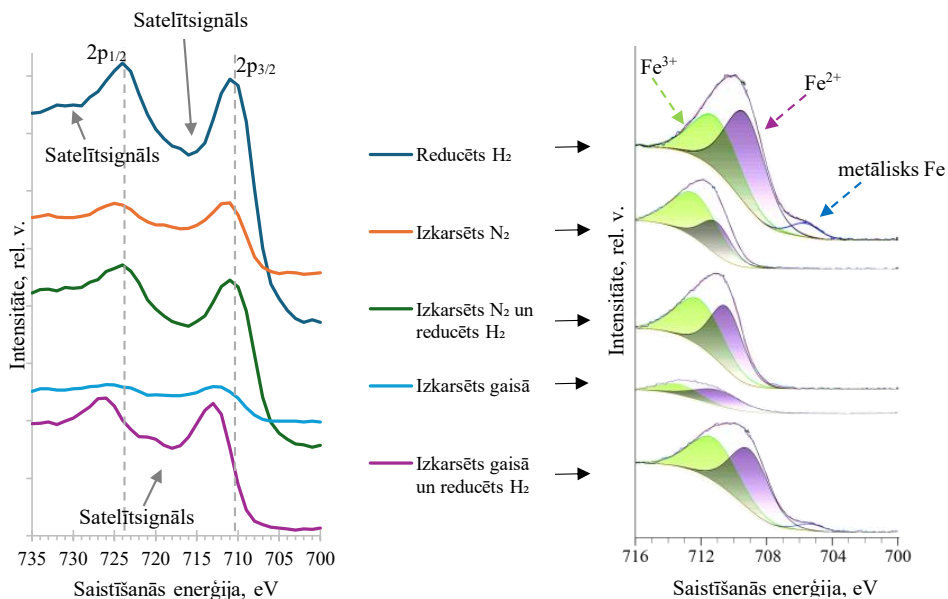 Satelītsignāls
2p1/2
2p3/2
Satelītsignāls
Satelītsignāls
Intensitāte, rel. v.
735 725 720 715 710 705 700
Saistīšanās enerģija, eV
Reducēts H₂
Izkarsēts N₂
Izkarsēts N₂ un
reducēts H₂
Izkarsēts gaisā
Izkarsēts gaisā
un reducēts H₂
Fe3+
Fe2+
metālisks Fe
Intensitāte, rel. v.
716 712 708 704 700
Saistīšanās enerģija, eV